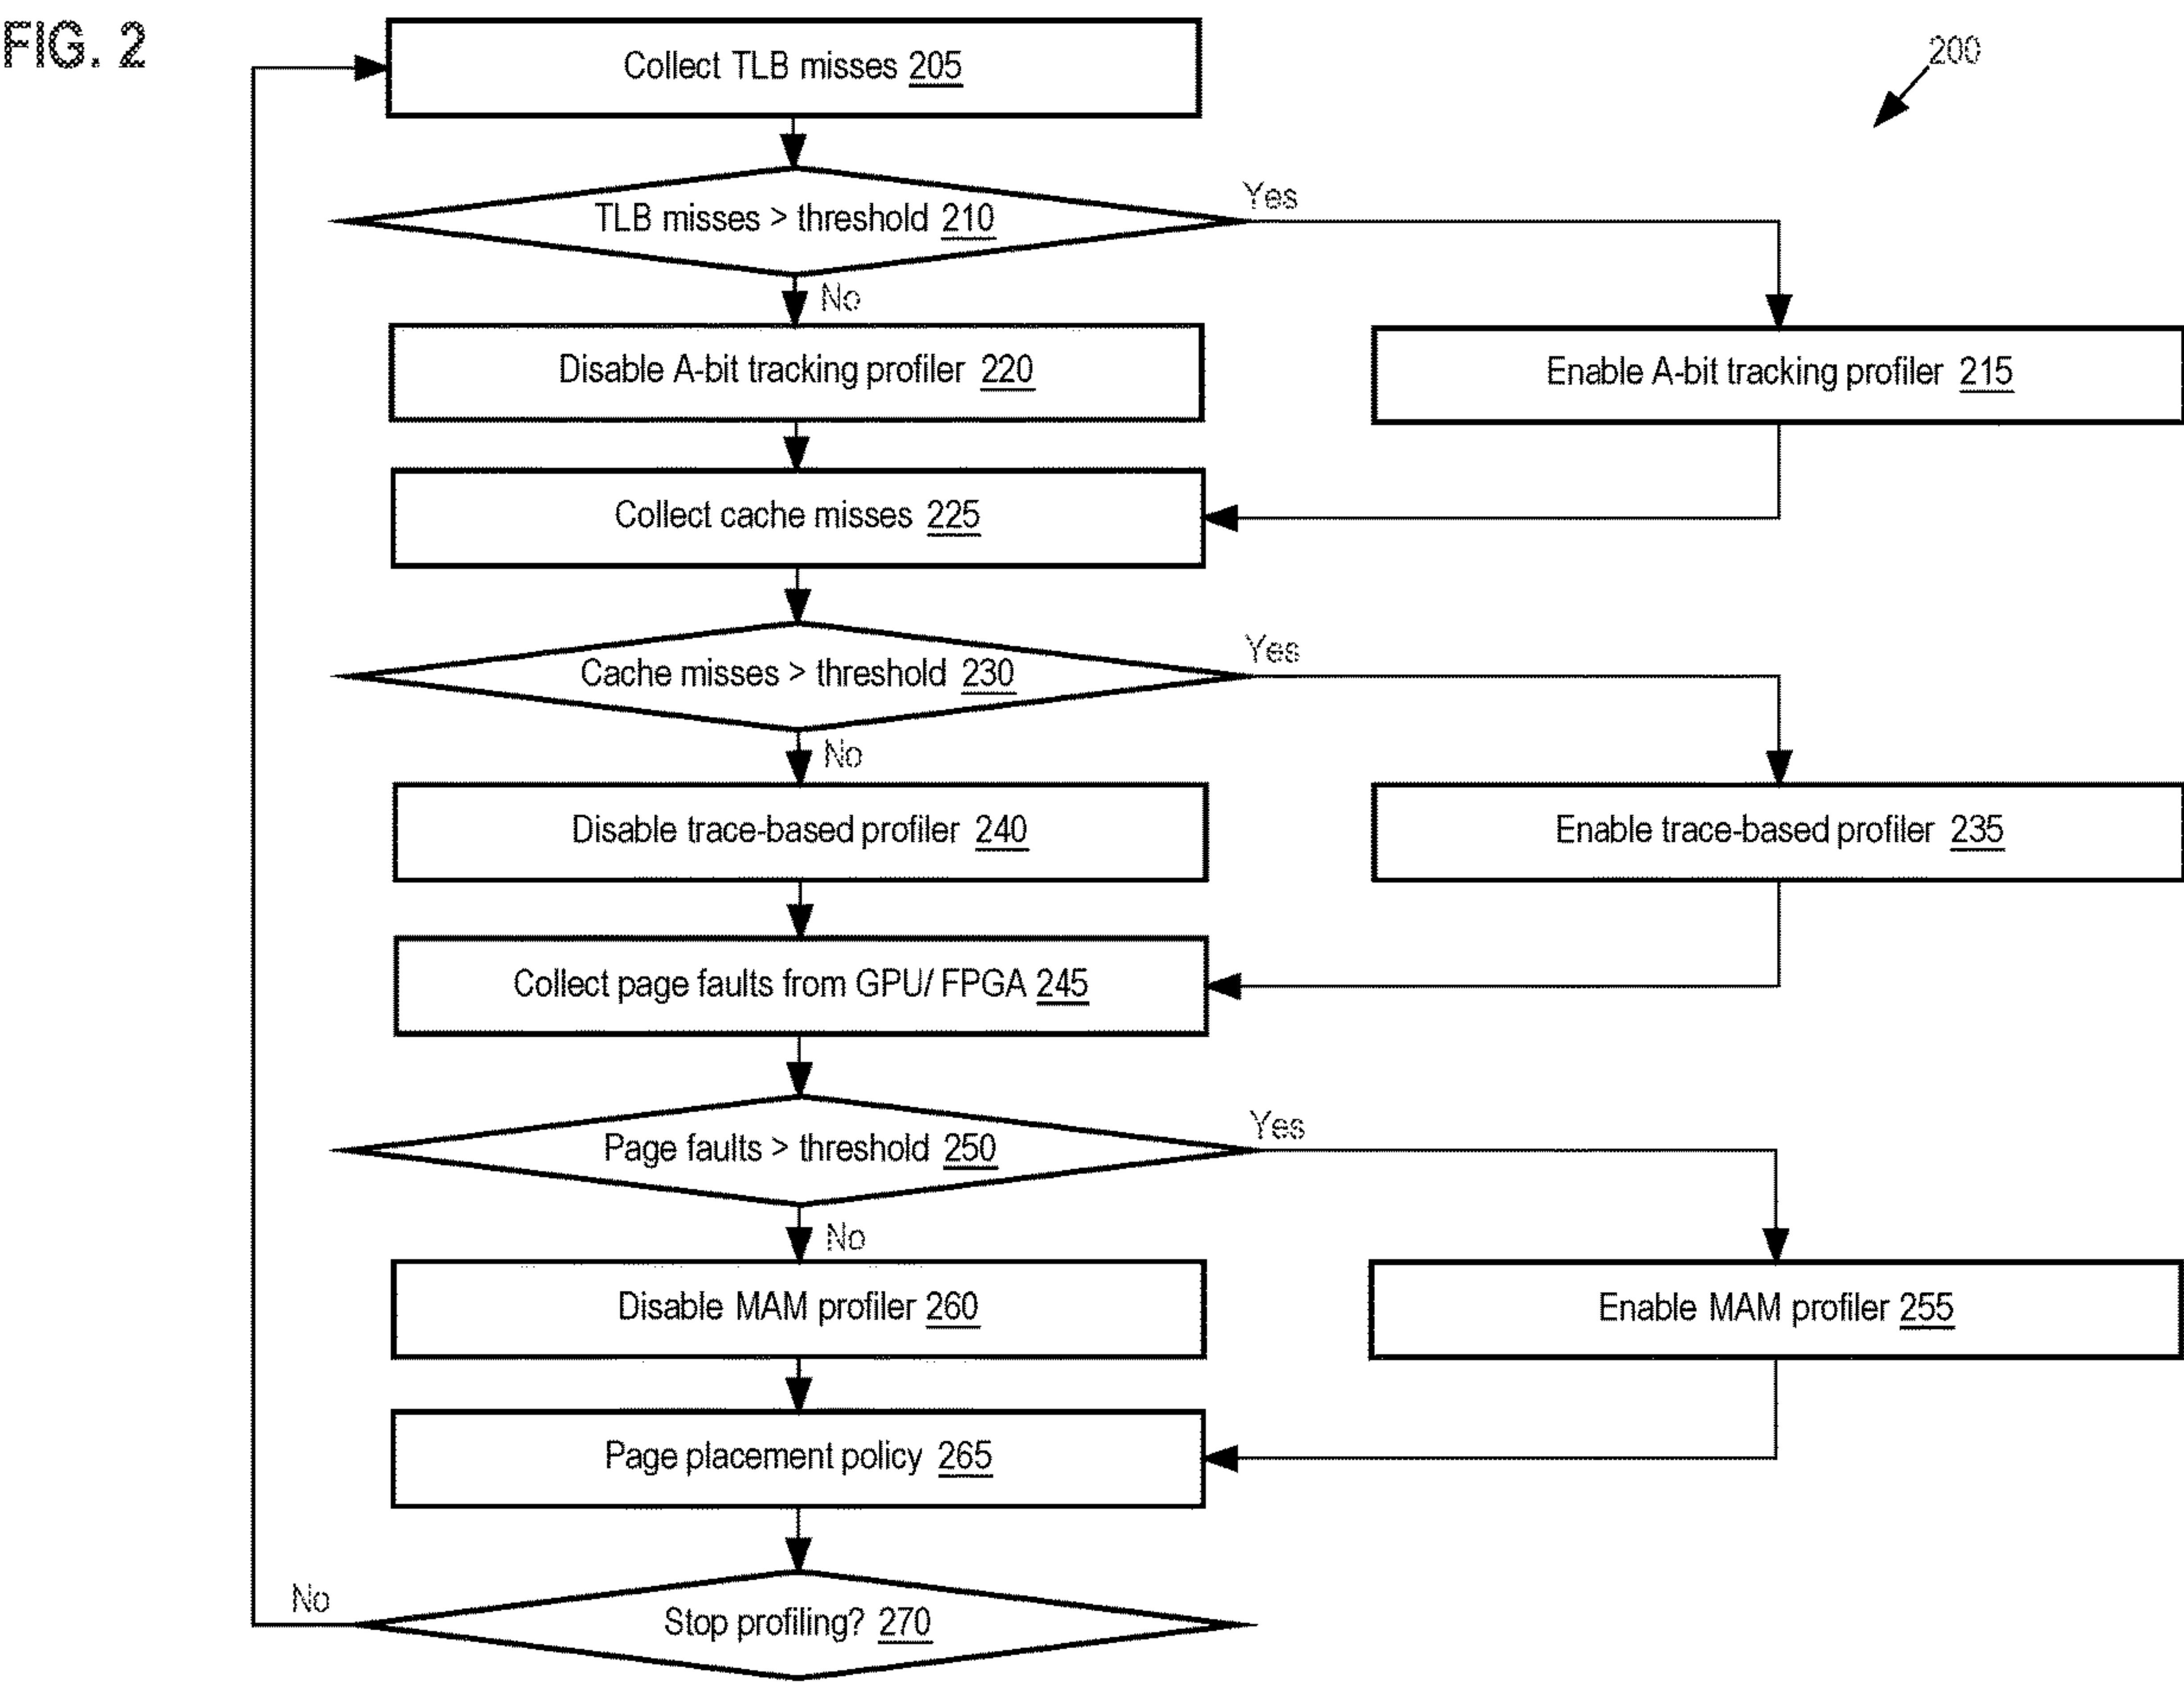 FIG. 2
200
Collect TLB misses 205
TLB misses > threshold 210
Yes
No
Disable A-bit tracking profiler 220
Enable A-bit tracking profiler 215
Collect cache misses 225
Cache misses > threshold 230
Yes
No
Disable trace-based profiler 240
Enable trace-based profiler 235
Collect page faults from GPU/ FPGA 245
Page faults > threshold 250
Yes
No
Disable MAM profiler 260
Enable MAM profiler 255
Page placement policy 265
No
Stop profiling? 270